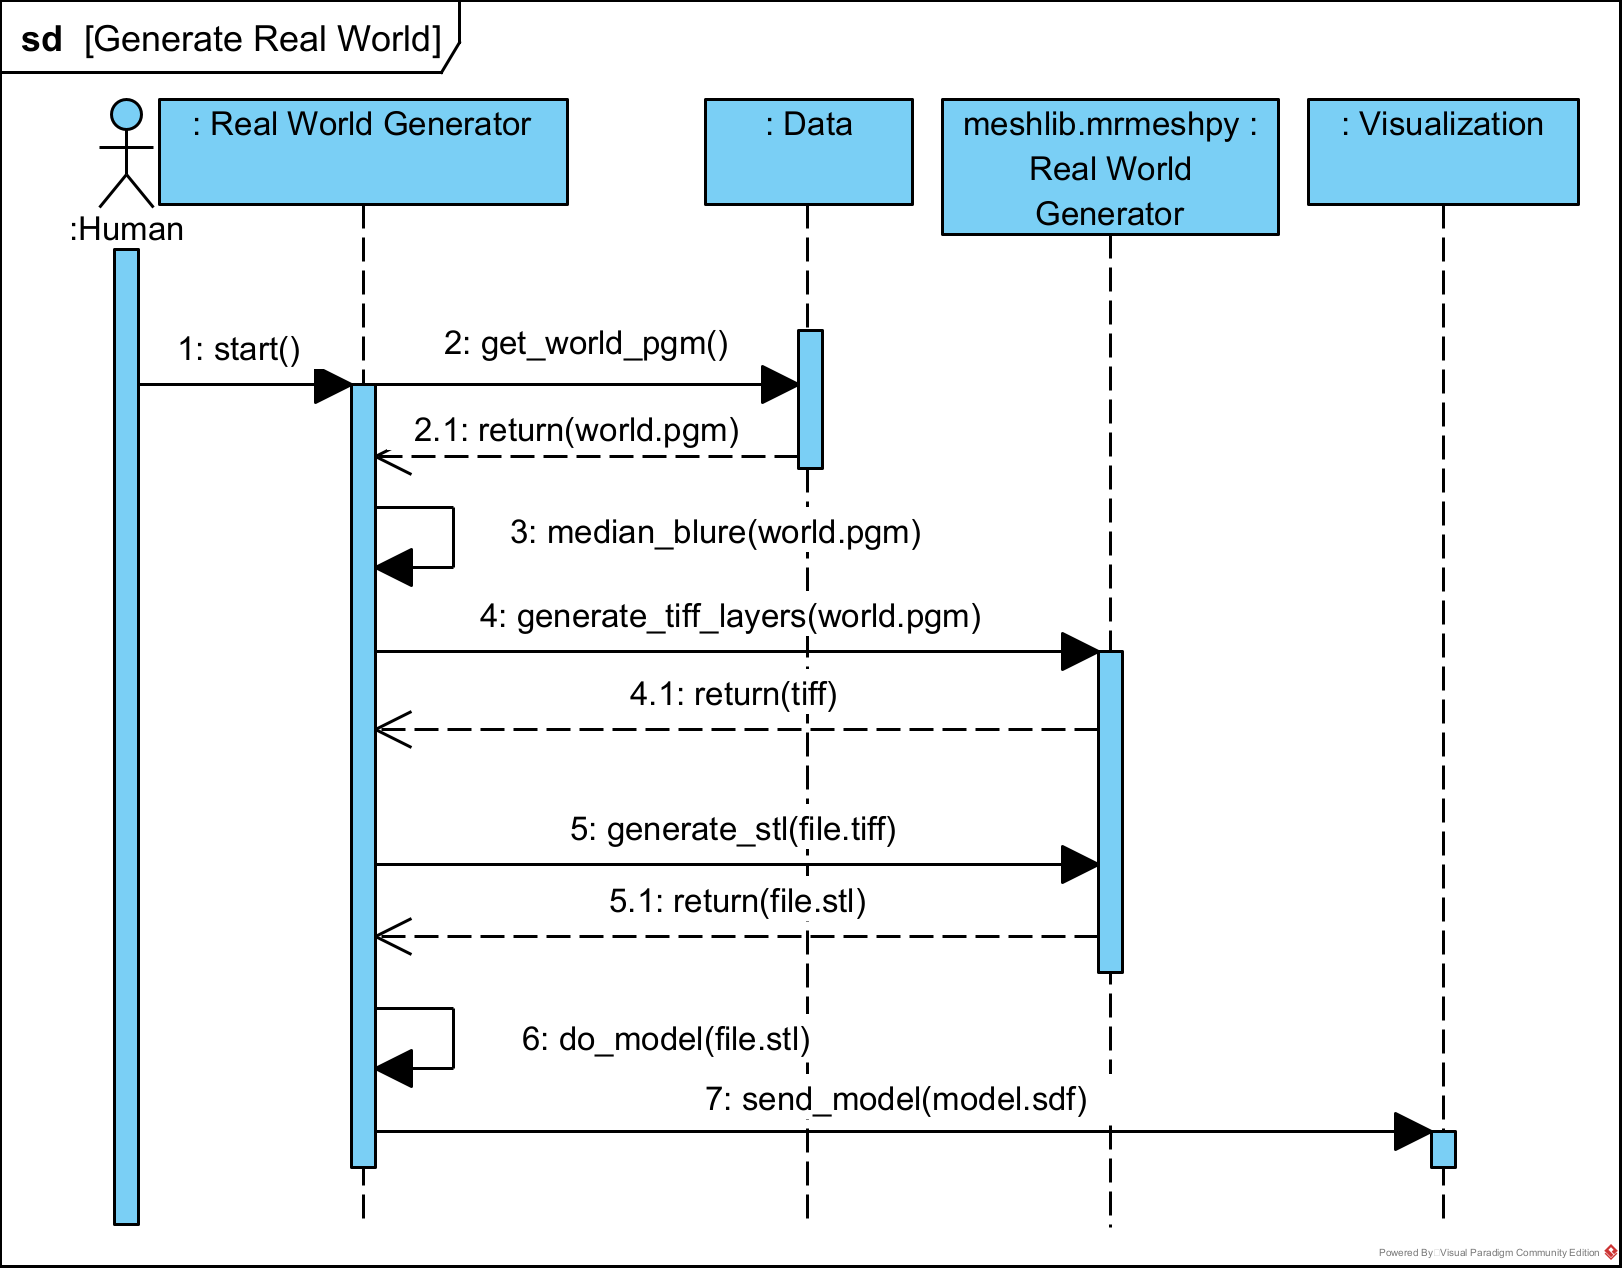 sd [Generate Real World]
:Human
: Real World Generator
: Data
meshlib.mrmeshpy :
Real World
Generator
: Visualization
1: start()
2: get_world_pgm()
2.1: return(world.pgm)
3: median_blure(world.pgm)
4: generate_tiff_layers(world.pgm)
4.1: return(tiff)
5: generate_stl(file.tiff)
5.1: return(file.stl)
6: do_model(file.stl)
7: send_model(model.sdf)
Powered By Visual Paradigm Community Edition